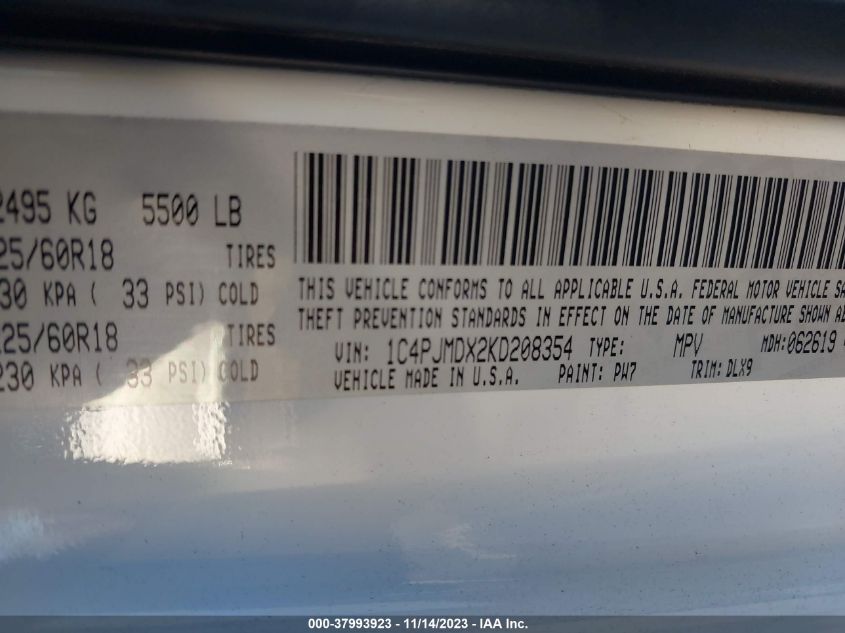 2495 KG 5500 LB
25/60R18 TIRES
30 KPA ( 33 PSI) COLD
25/60R18 TIRES
230 KPA ( 33 PSI) COLD
THIS VEHICLE CONFORMS TO ALL APPLICABLE U.S.A. FEDERAL MOTOR VEHICLE SA
THEFT PREVENTION STANDARDS IN EFFECT ON THE DATE OF MANUFACTURE SHOWN AB
VIN: 1C4PJMDX2KD208354 TYPE: MPV MDH:062619
VEHICLE MADE IN U.S.A. PAINT: PW7 TRIM: DLX9
000-37993923 - 11/14/2023 - IAA Inc.